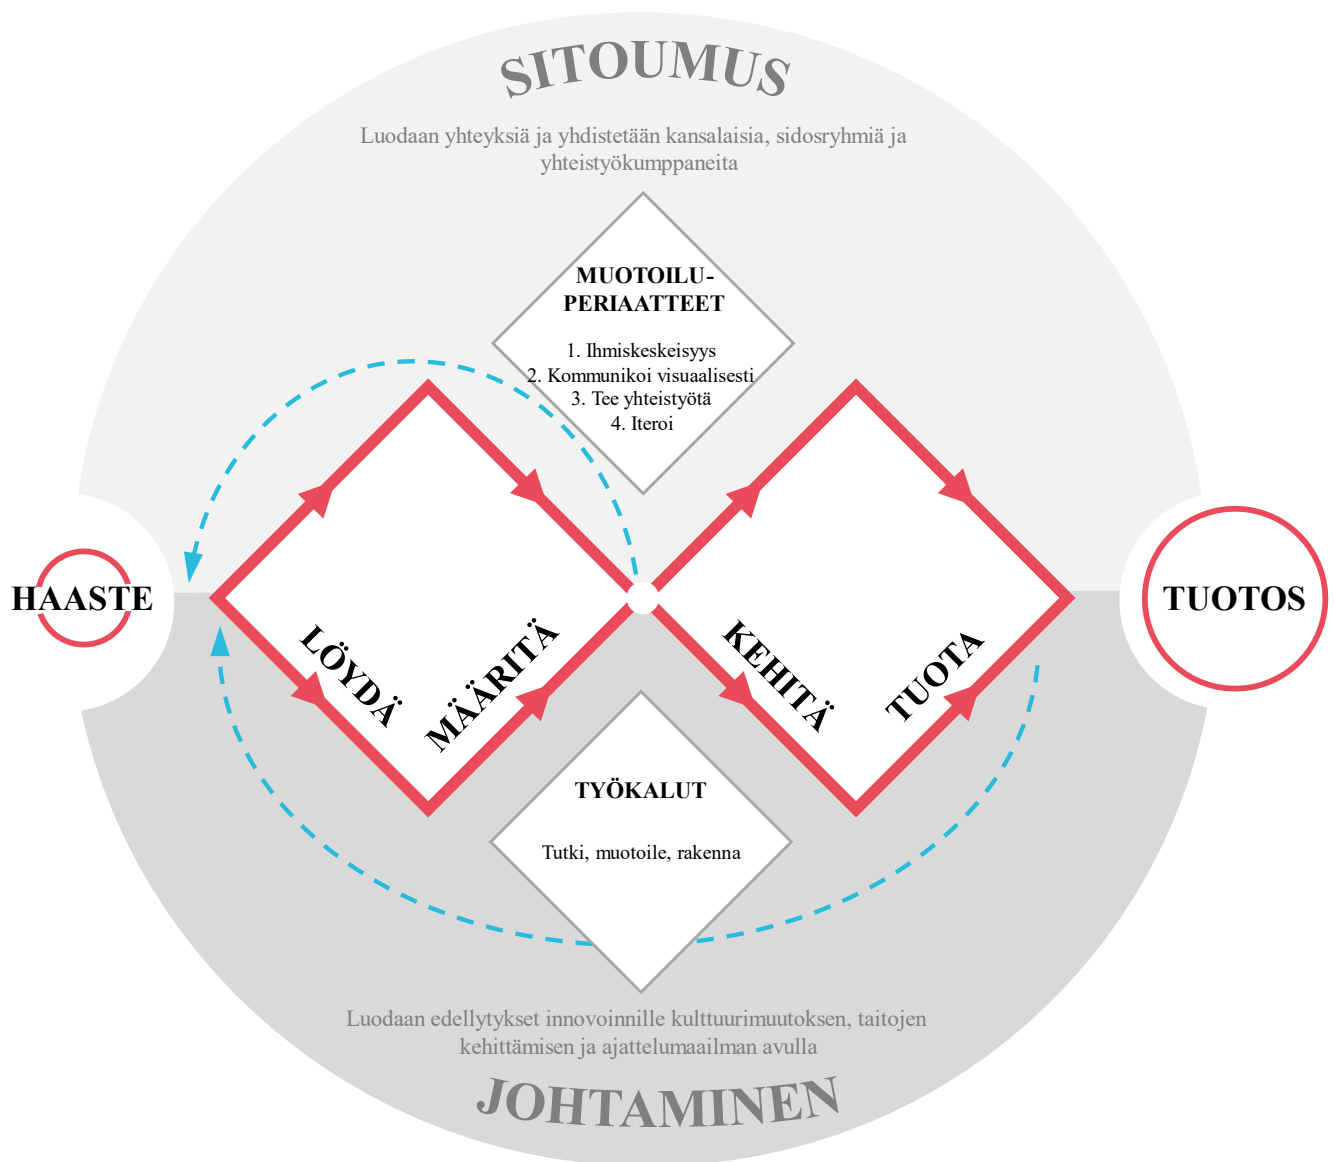 SITOUMUS
Luodaan yhteyksiä ja yhdistetään kansalaisia, sidosryhmiä ja
yhteistyökumppaneita
MUOTOILU-
PERIAATTEET
1. Ihmiskeskeisyys
2. Kommunikoi visuaalisesti
3. Tee yhteistyötä
4. Iteroi
HAASTE
LÖYDÄ
MÄÄRITÄ
KEHITÄ
TUOTA
TUOTOS
TYÖKALUT
Tutki, muotoile, rakenna
Luodaan edellytykset innovoinnille kulttuurimuutoksen, taitojen
kehittämisen ja ajattelumaailman avulla
JOHTAMINEN